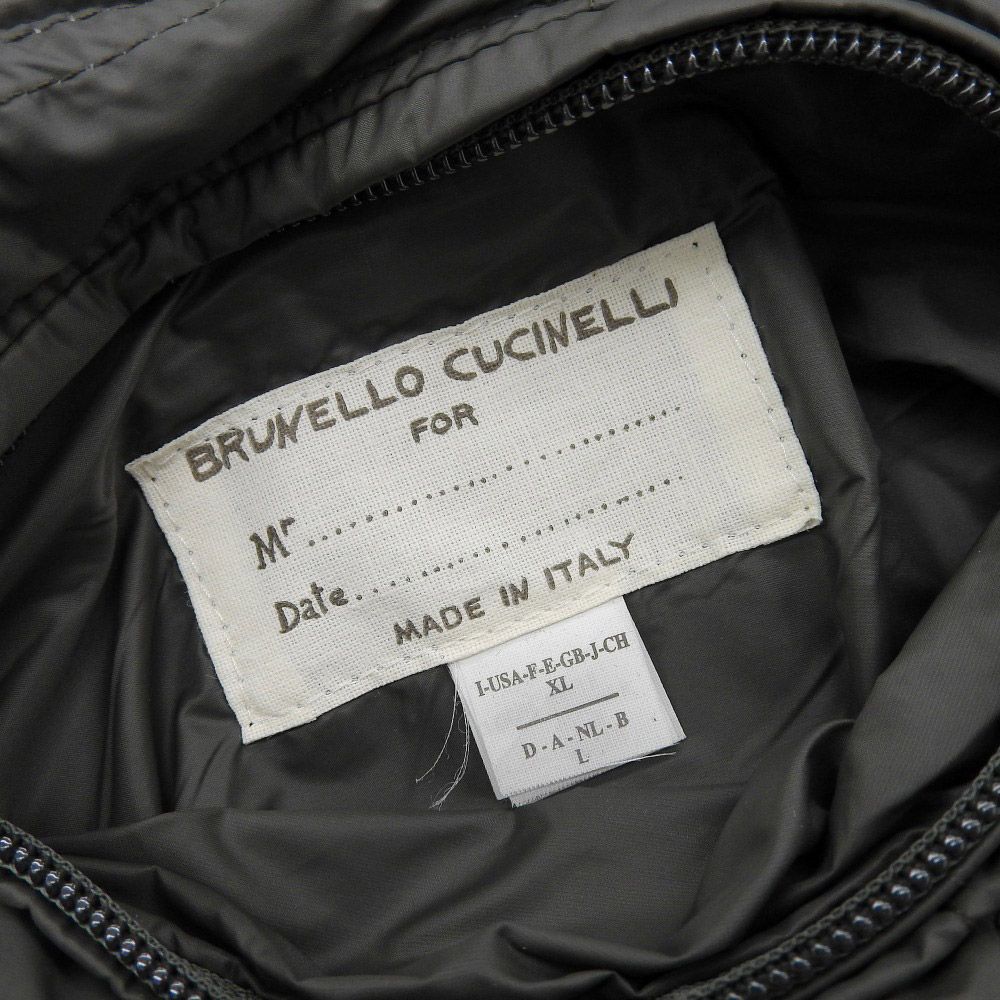 BRUNELLO CUCINELLI
FOR
Mr.............................
Date.........................
MADE IN ITALY
I-USA-F-E-GB-J-CH
XL
D - A - NL - B
L